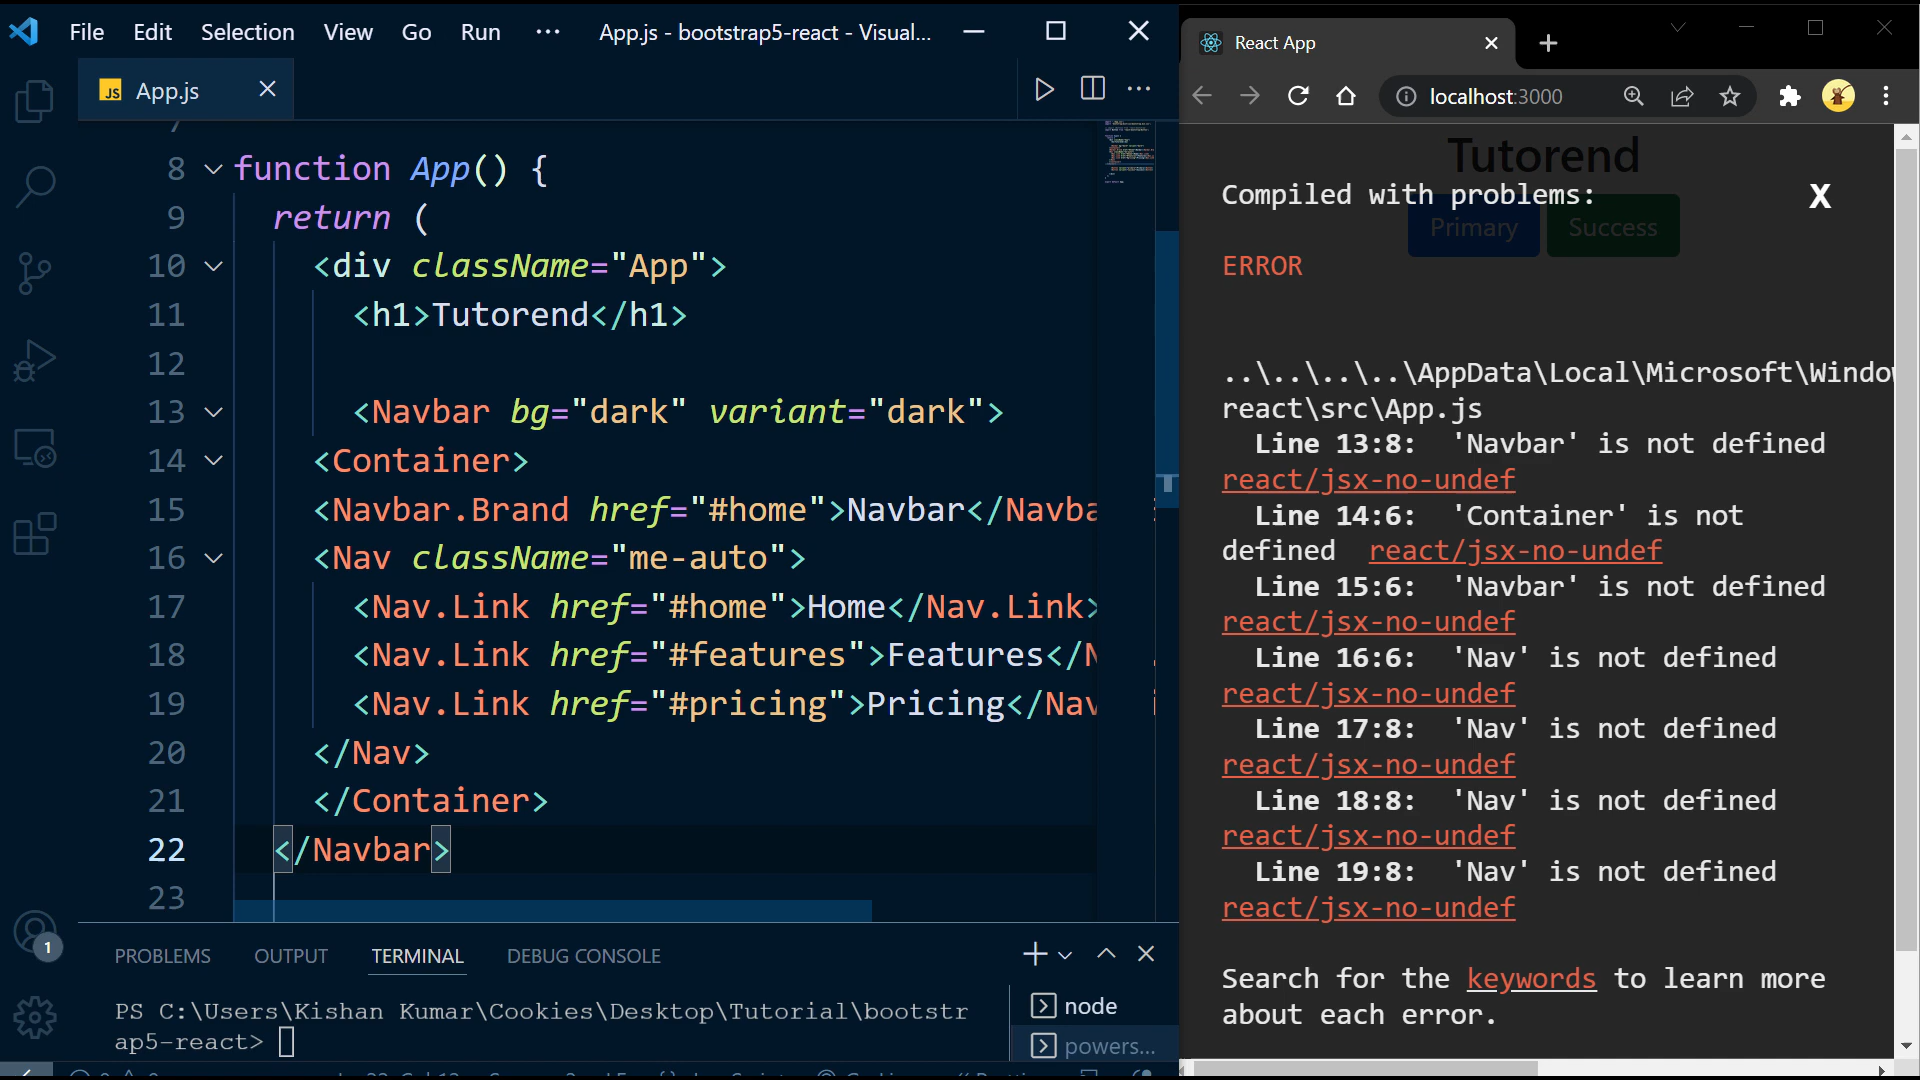 File Edit Selection View Go Run ··· App.js - bootstrap5-react - Visual...
JS App.js
7
8 function App() {
9 return (
10 <div className="App">
11 <h1>Tutorend</h1>
12
13 <Navbar bg="dark" variant="dark">
14 <Container>
15 <Navbar.Brand href="#home">Navbar</Navba
16 <Nav className="me-auto">
17 <Nav.Link href="#home">Home</Nav.Link>
18 <Nav.Link href="#features">Features</N
19 <Nav.Link href="#pricing">Pricing</Nav
20 </Nav>
21 </Container>
22 </Navbar>
23
1
PROBLEMS OUTPUT TERMINAL DEBUG CONSOLE
PS C:\Users\Kishan Kumar\Cookies\Desktop\Tutorial\bootstr
ap5-react>
node
powers...
React App
localhost:3000
Tutorend
Compiled with problems:
X
Primary Success
ERROR
..\..\..\..\AppData\Local\Microsoft\Window
react\src\App.js
Line 13:8: 'Navbar' is not defined
react/jsx-no-undef
Line 14:6: 'Container' is not
defined react/jsx-no-undef
Line 15:6: 'Navbar' is not defined
react/jsx-no-undef
Line 16:6: 'Nav' is not defined
react/jsx-no-undef
Line 17:8: 'Nav' is not defined
react/jsx-no-undef
Line 18:8: 'Nav' is not defined
react/jsx-no-undef
Line 19:8: 'Nav' is not defined
react/jsx-no-undef
Search for the keywords to learn more
about each error.